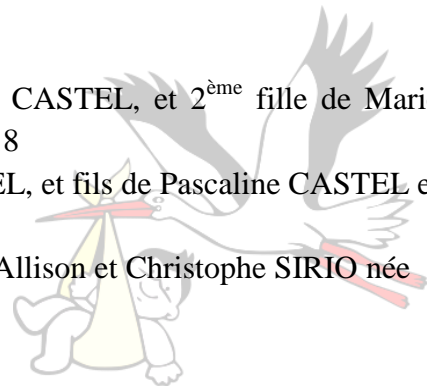 CASTEL, et 2ème fille de Mari
8
EL, et fils de Pascaline CASTEL e
Allison et Christophe SIRIO née